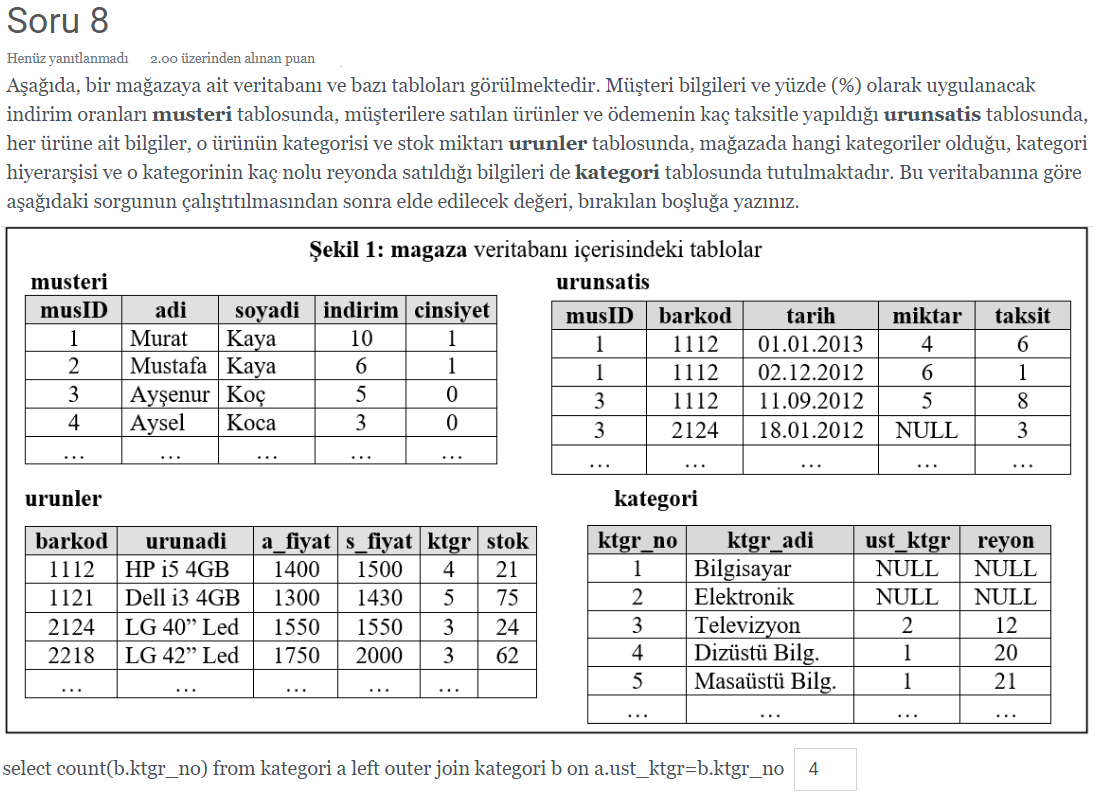 Soru 8
Henüz yanıtlanmadı 2.00 üzerinden alınan puan
Aşağıda, bir mağazaya ait veritabanı ve bazı tabloları görülmektedir. Müşteri bilgileri ve yüzde (%) olarak uygulanacak
indirim oranları musteri tablosunda, müşterilere satılan ürünler ve ödemenin kaç taksitle yapıldığı urunsatis tablosunda,
her ürüne ait bilgiler, o ürünün kategorisi ve stok miktarı urunler tablosunda, mağazada hangi kategoriler olduğu, kategori
hiyerarşisi ve o kategorinin kaç nolu reyonda satıldığı bilgileri de kategori tablosunda tutulmaktadır. Bu veritabanına göre
aşağıdaki sorgunun çalıştıtılmasından sonra elde edilecek değeri, bırakılan boşluğa yazınız.
Şekil 1: magaza veritabanı içerisindeki tablolar
musteri
musID adi soyadi indirim cinsiyet
1 Murat Kaya 10 1
2 Mustafa Kaya 6 1
3 Ayşenur Koç 5 0
4 Aysel Koca 3 0
... ... ... ... ...
urunsatis
musID barkod tarih miktar taksit
1 1112 01.01.2013 4 6
1 1112 02.12.2012 6 1
3 1112 11.09.2012 5 8
3 2124 18.01.2012 NULL 3
... ... ... ... ...
urunler
barkod urunadi a_fiyat s_fiyat ktgr stok
1112 HP i5 4GB 1400 1500 4 21
1121 Dell i3 4GB 1300 1430 5 75
2124 LG 40” Led 1550 1550 3 24
2218 LG 42” Led 1750 2000 3 62
... ... ... ... ...
kategori
ktgr_no ktgr_adi ust_ktgr reyon
1 Bilgisayar NULL NULL
2 Elektronik NULL NULL
3 Televizyon 2 12
4 Dizüstü Bilg. 1 20
5 Masaüstü Bilg. 1 21
... ... ... ...
select count(b.ktgr_no) from kategori a left outer join kategori b on a.ust_ktgr=b.ktgr_no 4